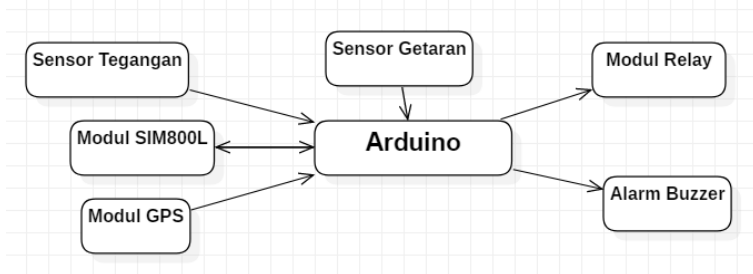 Sensor Tegangan
Sensor Getaran
Modul Relay
Modul SIM800L
Arduino
Modul GPS
Alarm Buzzer